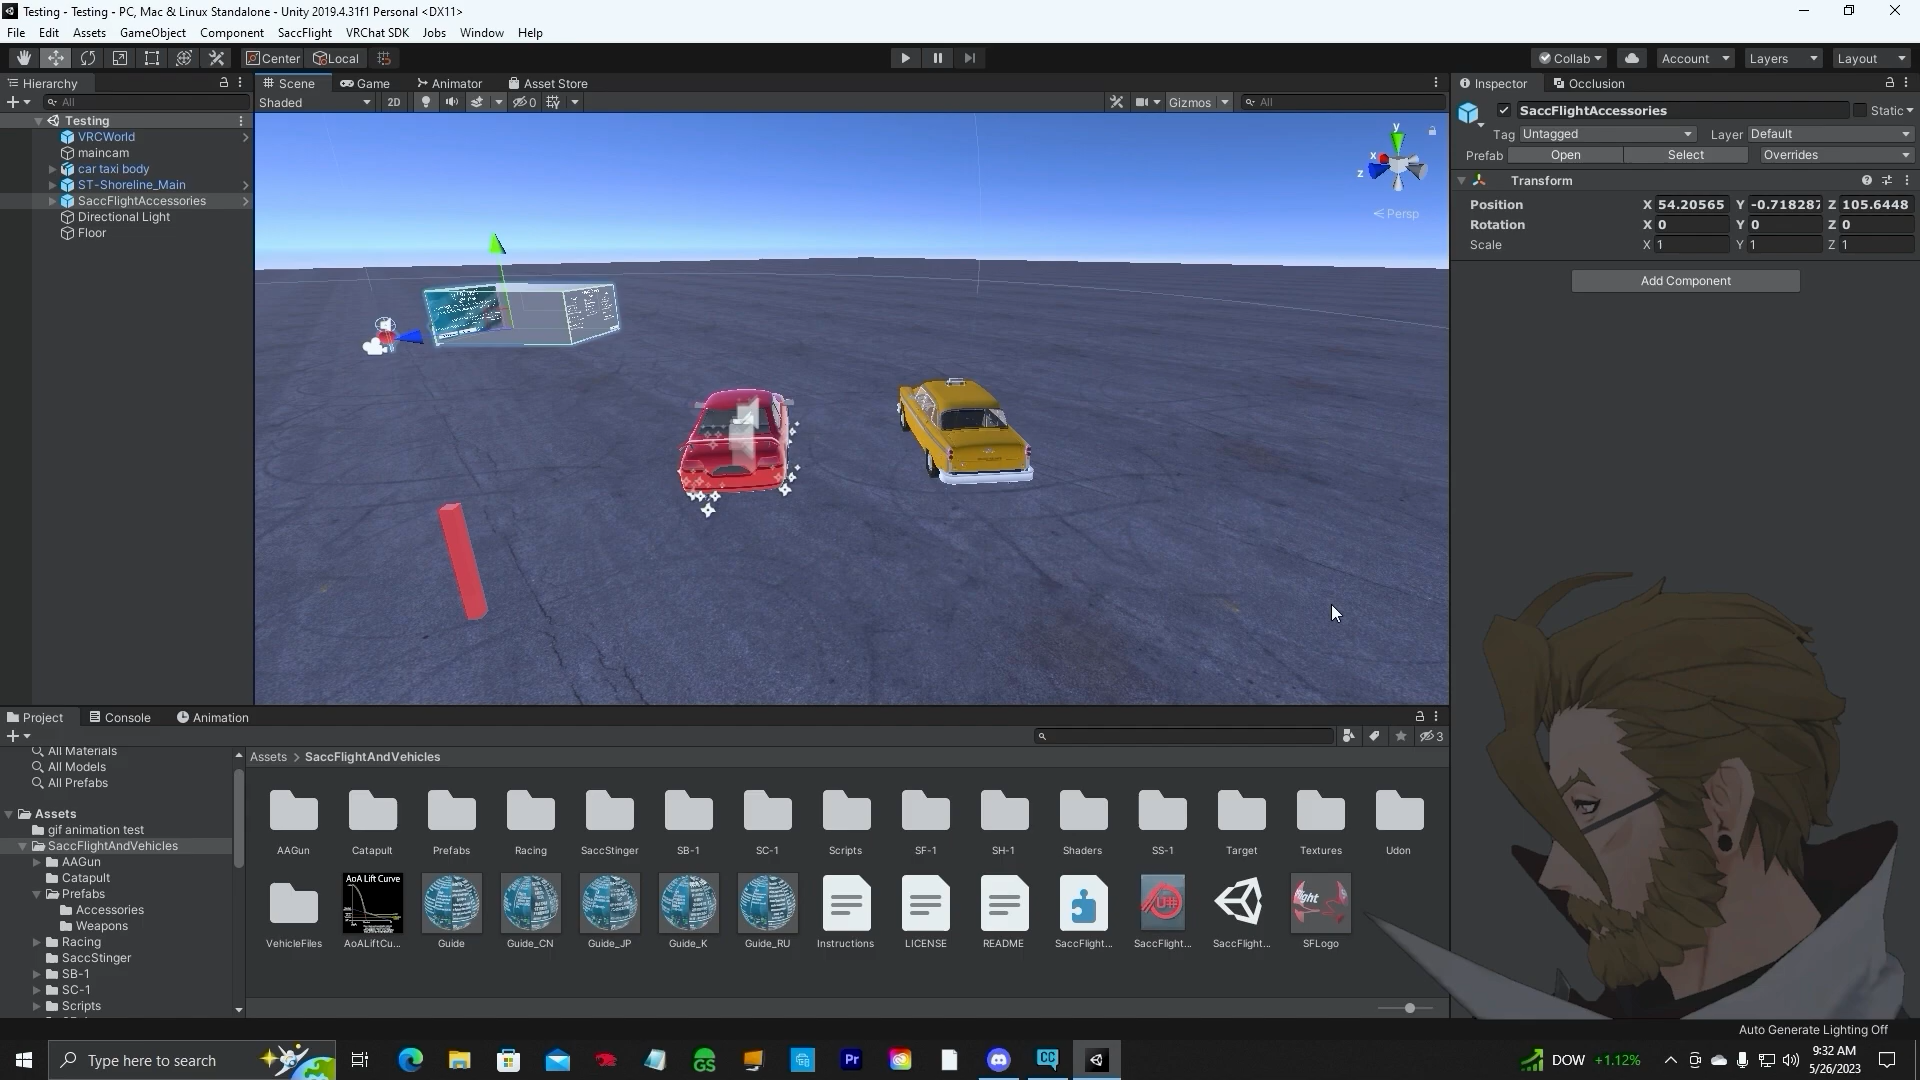 Testing - Testing - PC, Mac & Linux Standalone - Unity 2019.4.31f1 Personal <DX11>
File Edit Assets GameObject Component SaccFlight VRChat SDK Jobs Window Help
Center Local Collab Account Layers Layout
Hierarchy Scene Game Animator Asset Store Inspector Occlusion
All Shaded 2D 0 Gizmos All
Testing
VRCWorld
maincam
car taxi body
ST-Shoreline_Main
SaccFlightAccessories
Directional Light
Floor
y
x
z
Persp
SaccFlightAccessories Static
Tag Untagged Layer Default
Prefab Open Select Overrides
Transform
Position X 54.20565 Y -0.718287 Z 105.6448
Rotation X 0 Y 0 Z 0
Scale X 1 Y 1 Z 1
Add Component
Project Console Animation
3
All Materials
All Models
All Prefabs
Assets
gif animation test
SaccFlightAndVehicles
AAGun
Catapult
Prefabs
Accessories
Weapons
Racing
SaccStinger
SB-1
SC-1
Scripts
Assets > SaccFlightAndVehicles
AAGun Catapult Prefabs Racing SaccStinger SB-1 SC-1 Scripts SF-1 SH-1 Shaders SS-1 Target Textures Udon
AoA Lift Curve
flight
VehicleFiles AoALiftCu... Guide Guide_CN Guide_JP Guide_K Guide_RU Instructions LICENSE README SaccFlight... SaccFlight... SaccFlight... SFLogo
Auto Generate Lighting Off
Type here to search
GS
Pr
CC
DOW +1.12%
9:32 AM
5/26/2023